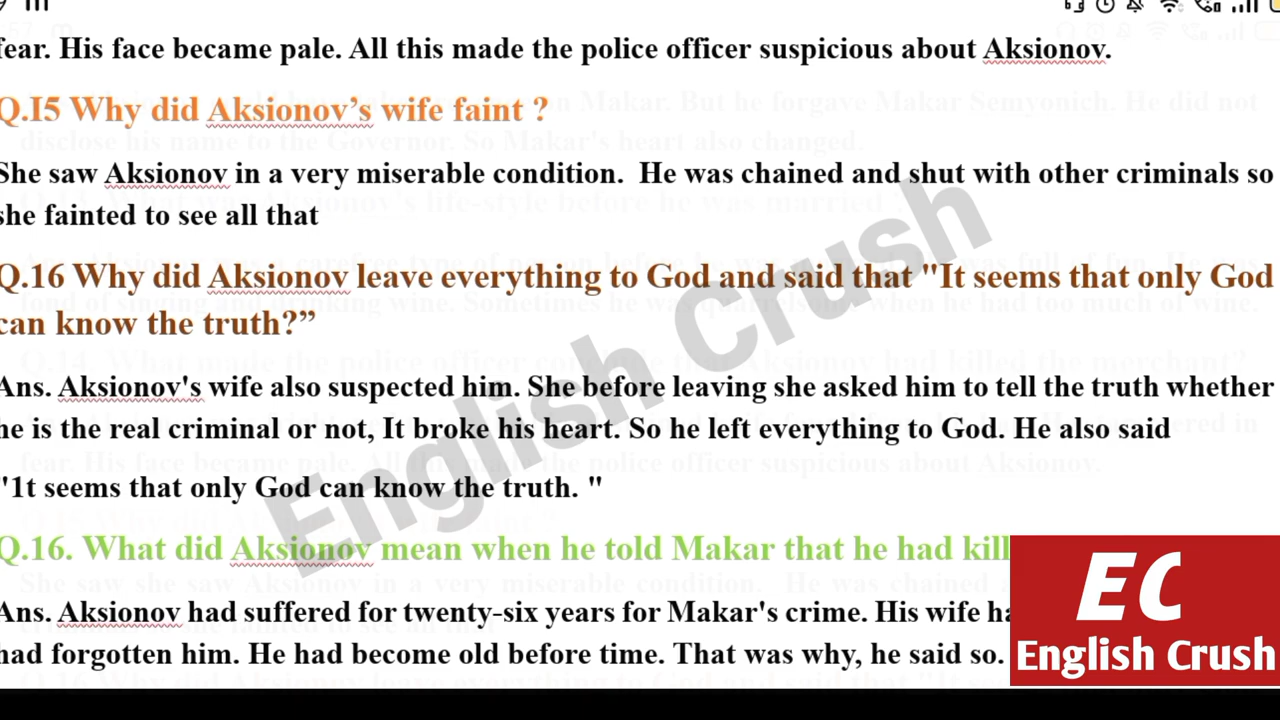 fear. His face became pale. All this made the police officer suspicious about Aksionov.
Q.I5 Why did Aksionov's wife faint ?
She saw Aksionov in a very miserable condition. He was chained and shut with other criminals so
she fainted to see all that
Q.16 Why did Aksionov leave everything to God and said that "It seems that only God
can know the truth?”
Ans. Aksionov's wife also suspected him. She before leaving she asked him to tell the truth whether
he is the real criminal or not, It broke his heart. So he left everything to God. He also said
"1t seems that only God can know the truth. "
Q.16. What did Aksionov mean when he told Makar that he had
Ans. Aksionov had suffered for twenty-six years for Makar's crime. His wife
had forgotten him. He had become old before time. That was why, he said so.
English Crush
EC
English Crush